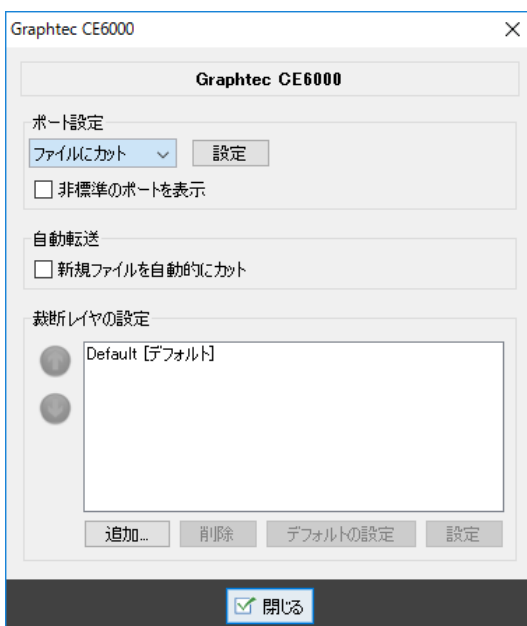 Graphtec CE6000
Graphtec CE6000
ポート設定
ファイルにカット 設定
非標準のポートを表示
自動転送
新規ファイルを自動的にカット
裁断レイヤの設定
Default [デフォルト]
追加... 削除 デフォルトの設定 設定
閉じる